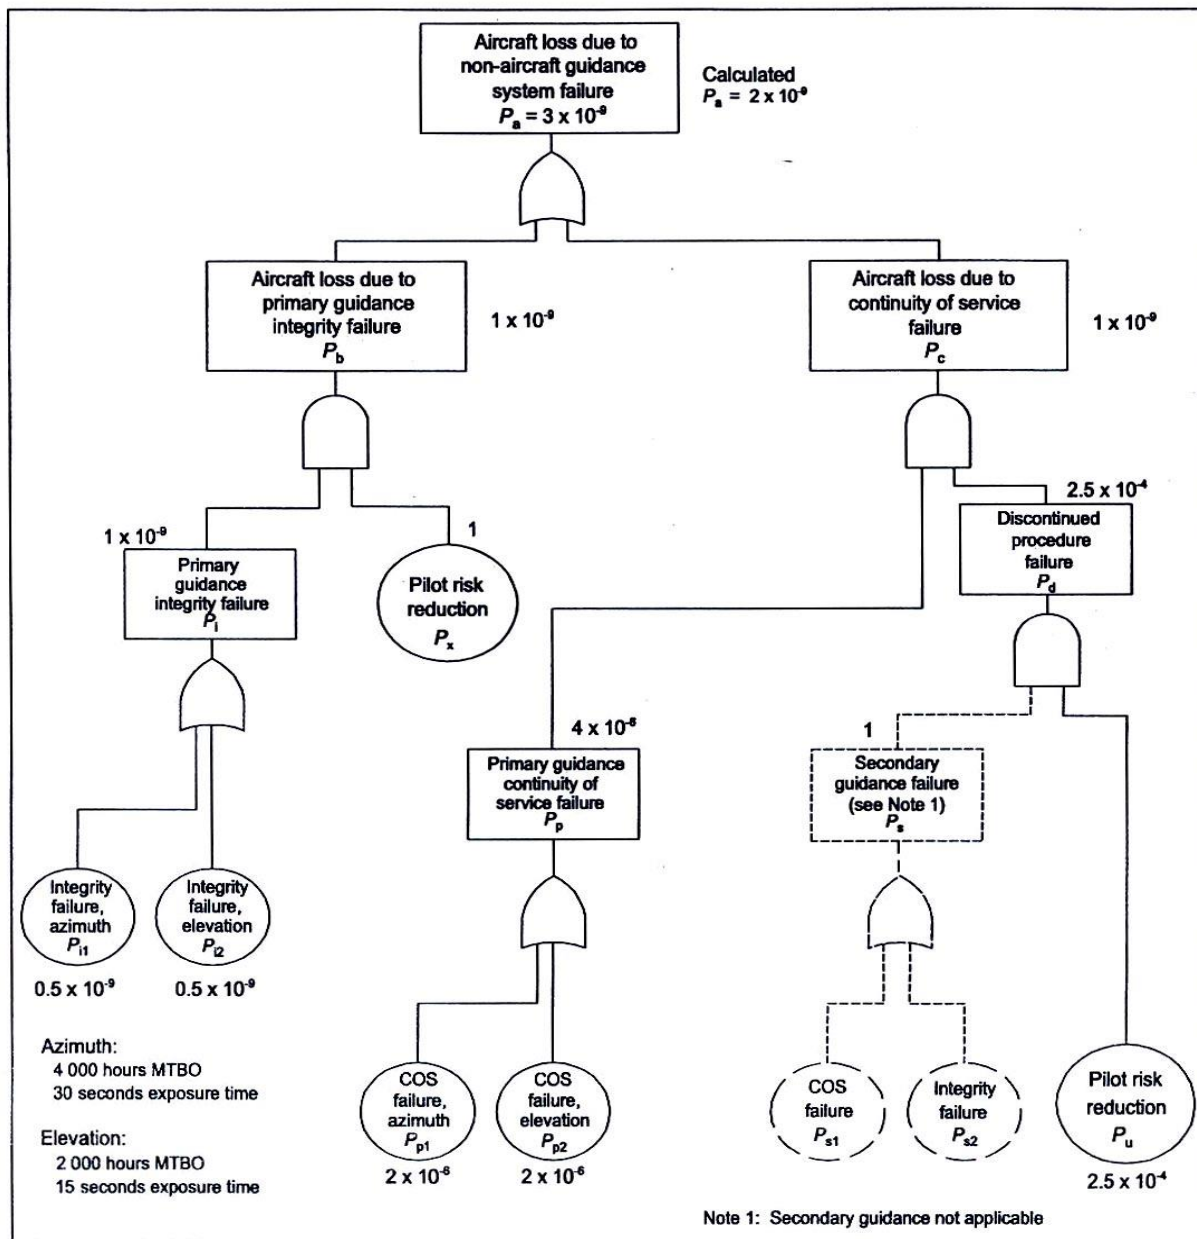 Aircraft loss due to
non-aircraft guidance
system failure
Pa = 3 x 10⁻⁹
Calculated
Pa = 2 x 10⁻⁹
Aircraft loss due to
primary guidance
integrity failure
Pb
1 x 10⁻⁹
Aircraft loss due to
continuity of service
failure
Pc
1 x 10⁻⁹
1 x 10⁻⁹
Primary
guidance
integrity failure
Pi
1
Pilot risk
reduction
Px
2.5 x 10⁻⁴
Discontinued
procedure
failure
Pd
4 x 10⁻⁶
Primary guidance
continuity of
service failure
Pp
1
Secondary
guidance failure
(see Note 1)
Ps
Integrity
failure,
azimuth
Pi1
0.5 x 10⁻⁹
Integrity
failure,
elevation
Pi2
0.5 x 10⁻⁹
Azimuth:
4 000 hours MTBO
30 seconds exposure time
Elevation:
2 000 hours MTBO
15 seconds exposure time
COS
failure,
azimuth
Pp1
2 x 10⁻⁶
COS
failure,
elevation
Pp2
2 x 10⁻⁶
COS
failure
Ps1
Integrity
failure
Ps2
Pilot risk
reduction
Pu
2.5 x 10⁻⁴
Note 1: Secondary guidance not applicable